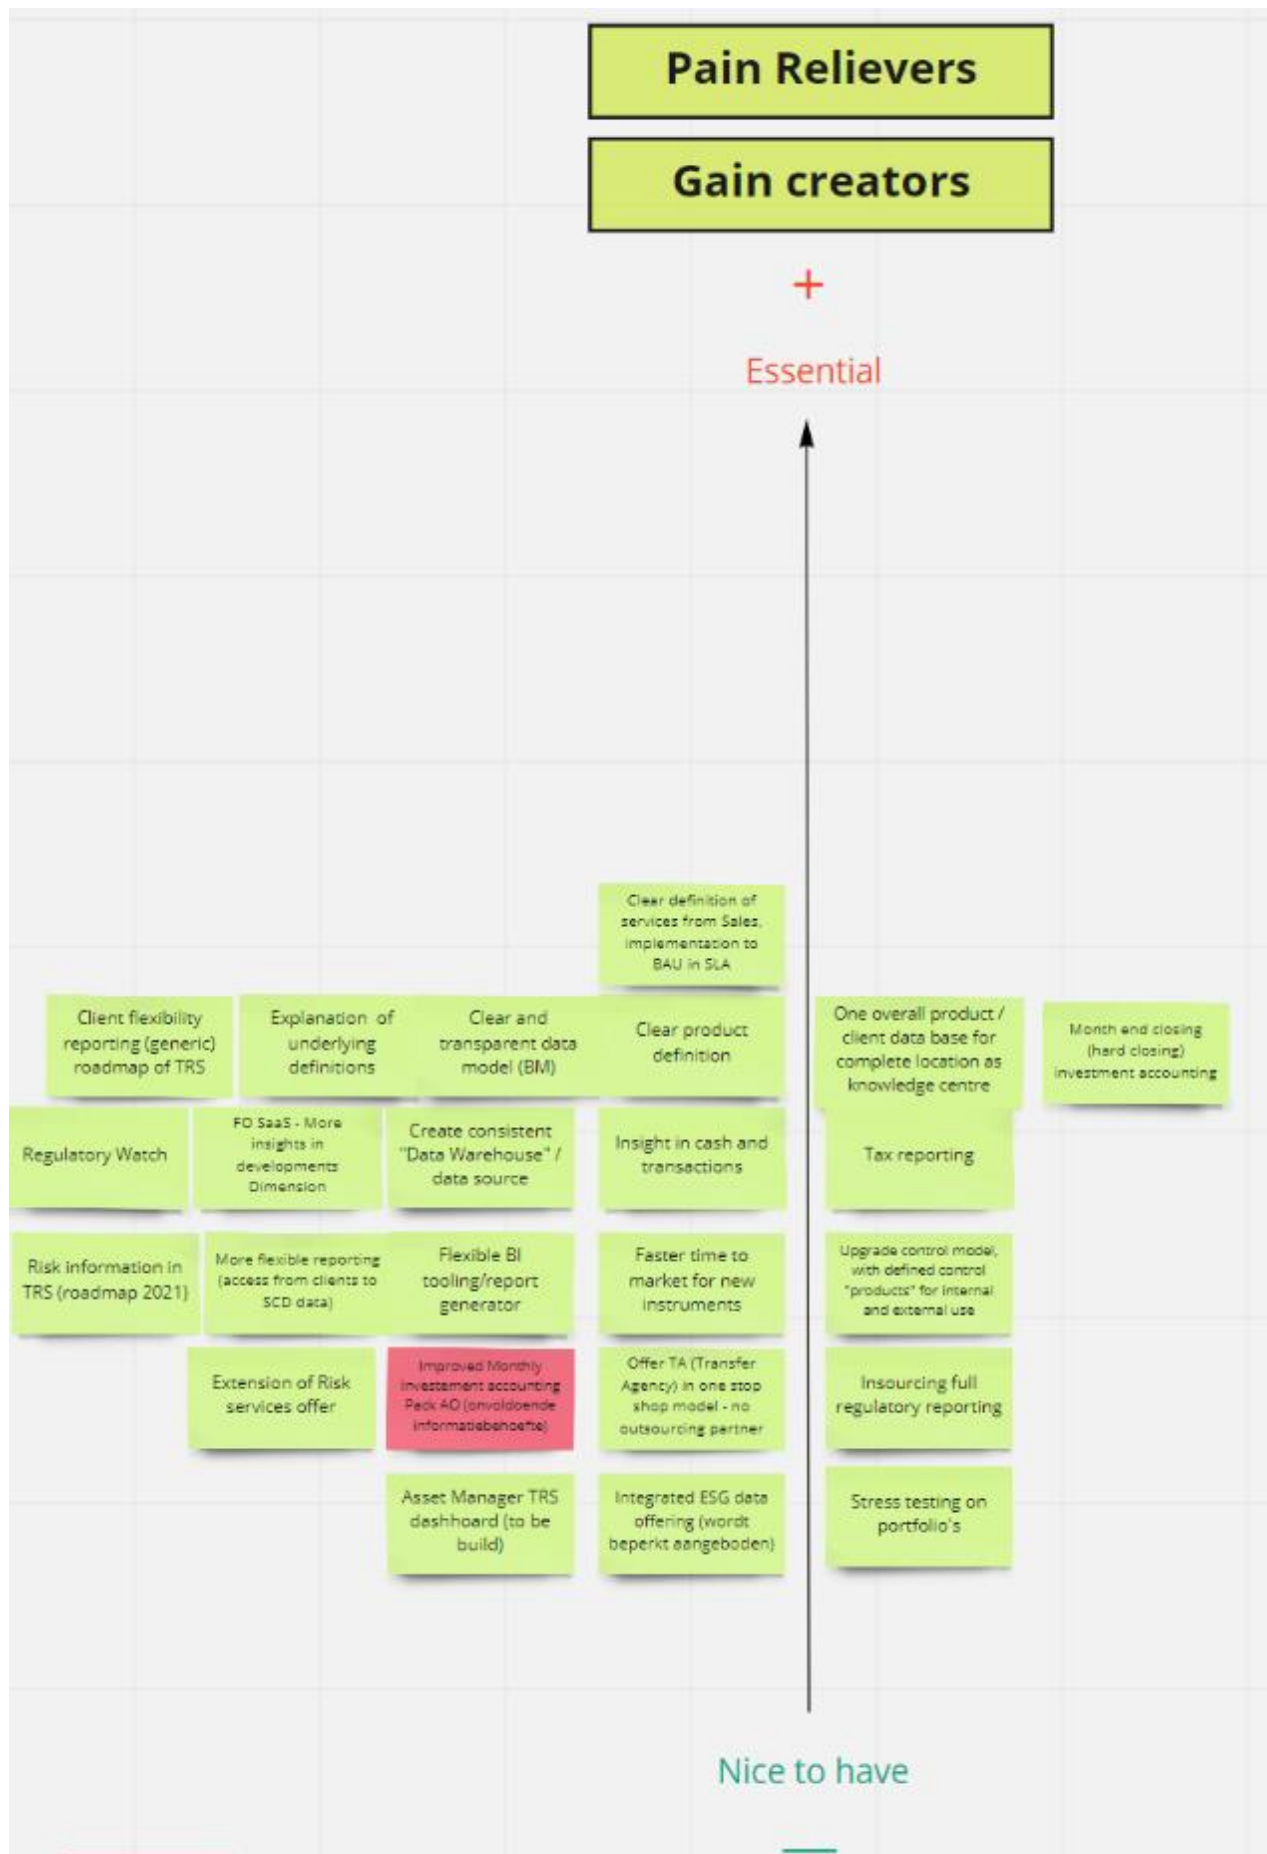 Pain Relievers
Gain creators
+
Essential
Clear definition of
services from Sales,
implementation to
BAU in SLA
Client flexibility
reporting (generic)
roadmap of TRS
Explanation of
underlying
definitions
Clear and
transparent data
model (BM)
Clear product
definition
One overall product /
client data base for
complete location as
knowledge centre
Month end closing
(hard closing)
investment accounting
Regulatory Watch
FO SaaS - More
insights in
developments
Dimension
Create consistent
"Data Warehouse" /
data source
Insight in cash and
transactions
Tax reporting
Risk information in
TRS (roadmap 2021)
More flexible reporting
(access from clients to
SCD data)
Flexible BI
tooling/report
generator
Faster time to
market for new
instruments
Upgrade control model,
with defined control
"products" for internal
and external use
Extension of Risk
services offer
Improved Monthly
Investement accounting
Pack AO (onvoldoende
informatiebehoefte)
Offer TA (Transfer
Agency) in one stop
shop model - no
outsourcing partner
Insourcing full
regulatory reporting
Asset Manager TRS
dashboard (to be
build)
Integrated ESG data
offering (wordt
beperkt aangeboden)
Stress testing on
portfolio's
Nice to have